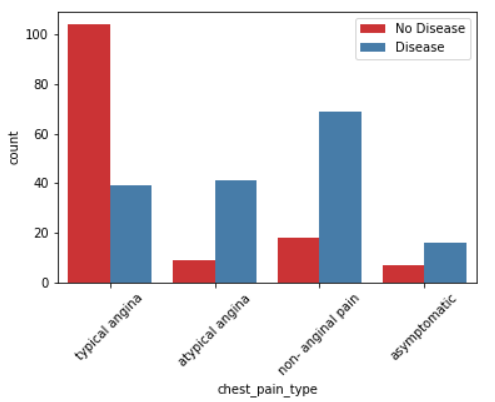 No Disease
Disease
100
80
60
40
20
0
count
typical angina
atypical angina
non- anginal pain
asymptomatic
chest_pain_type